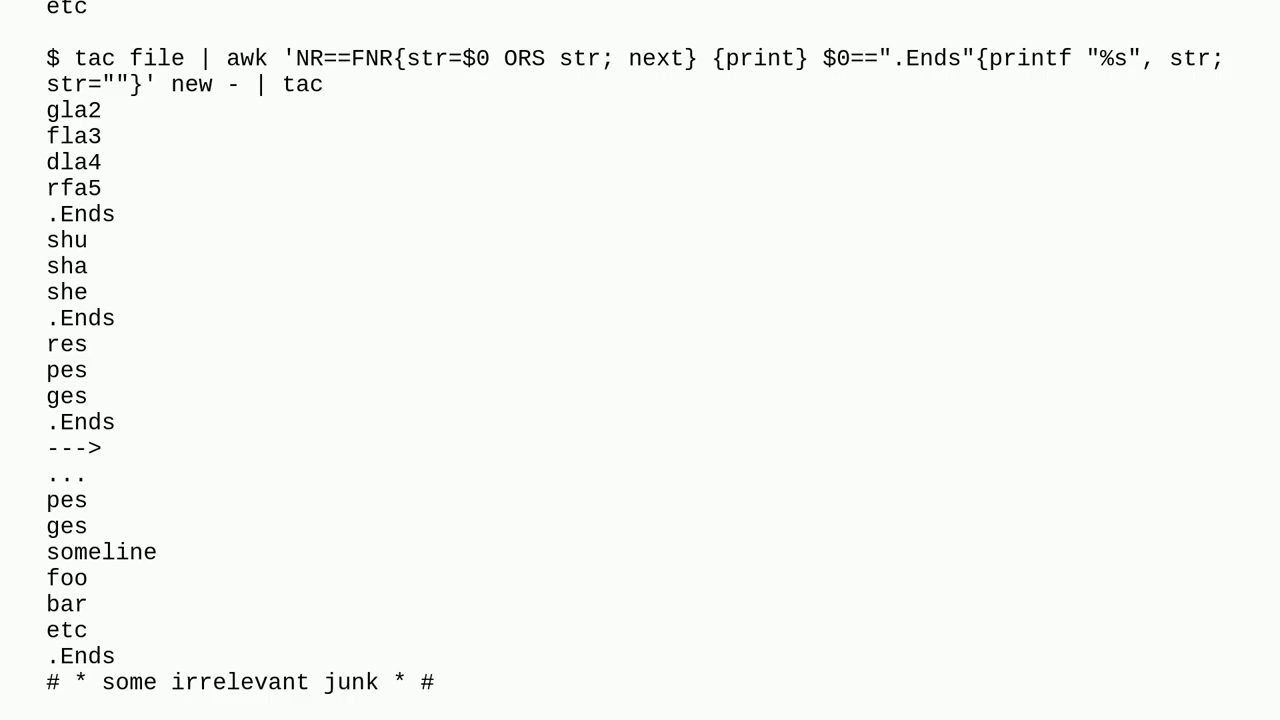 etc
$ tac file | awk 'NR==FNR{str=$0 ORS str; next} {print} $0==".Ends"{printf "%s", str;
str=""}' new - | tac
gla2
fla3
dla4
rfa5
.Ends
shu
sha
she
.Ends
res
pes
ges
.Ends
--->
...
pes
ges
someline
foo
bar
etc
.Ends
# * some irrelevant junk * #